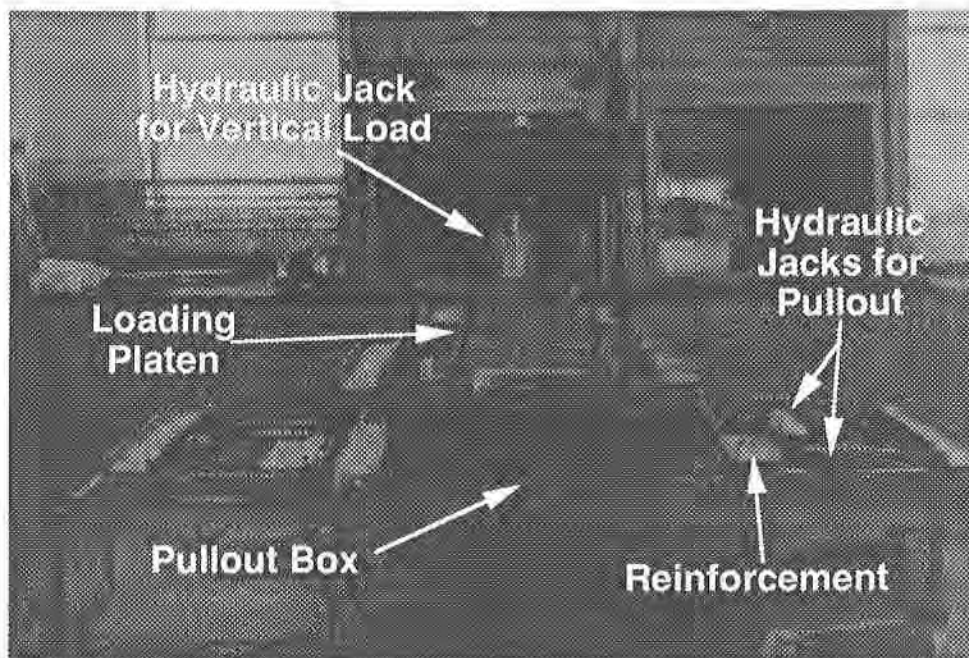 Hydraulic Jack
for Vertical Load
Hydraulic
Jacks for
Pullout
Loading
Platen
Pullout Box
Reinforcement